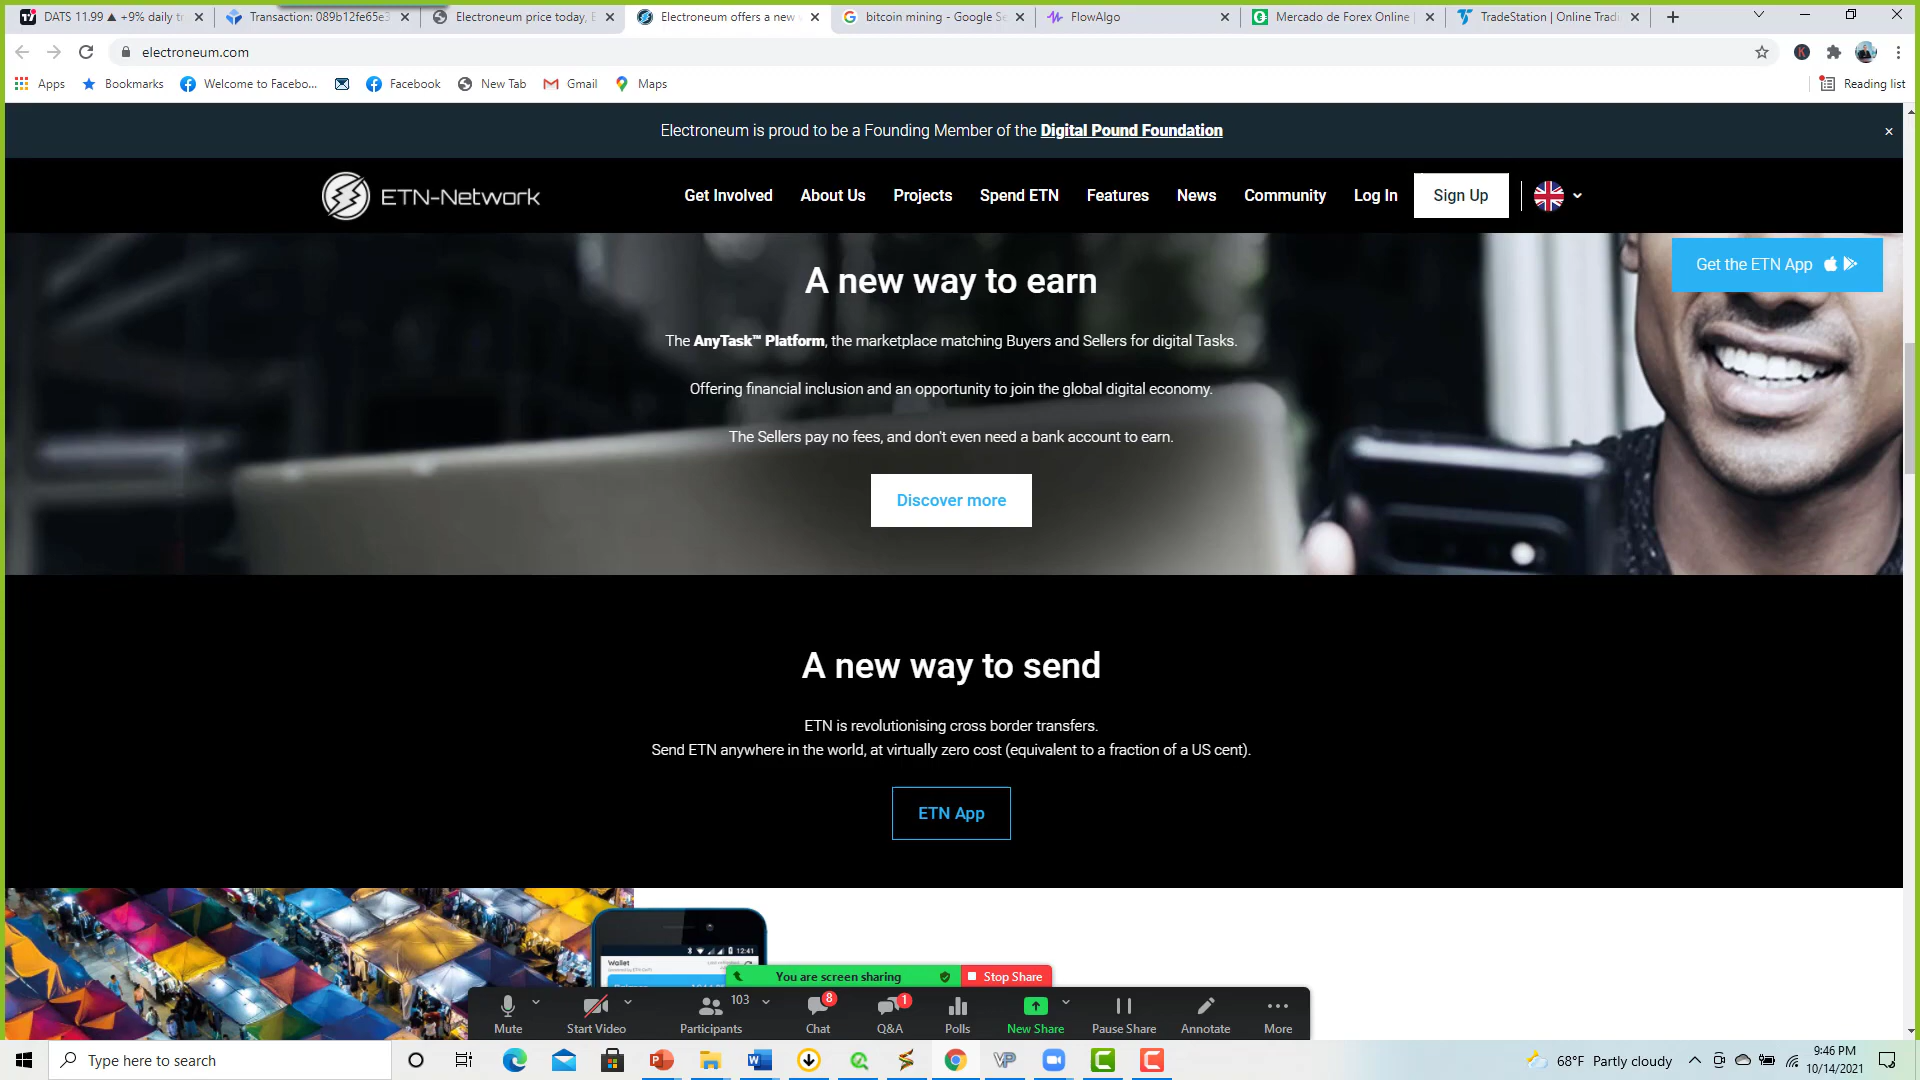 DATS 11.99 ▲ +9% daily tr
Transaction: 089b12fe65e3
Electroneum price today, E
Electroneum offers a new
bitcoin mining - Google Se
FlowAlgo
Mercado de Forex Online |
TradeStation | Online Tradi
electroneum.com
K
Apps
Bookmarks
Welcome to Facebo...
Facebook
New Tab
Gmail
Maps
Reading list
Electroneum is proud to be a Founding Member of the Digital Pound Foundation
ETN-Network
Get Involved
About Us
Projects
Spend ETN
Features
News
Community
Log In
Sign Up
Get the ETN App
A new way to earn
The AnyTask™ Platform, the marketplace matching Buyers and Sellers for digital Tasks.
Offering financial inclusion and an opportunity to join the global digital economy.
The Sellers pay no fees, and don't even need a bank account to earn.
Discover more
A new way to send
ETN is revolutionising cross border transfers.
Send ETN anywhere in the world, at virtually zero cost (equivalent to a fraction of a US cent).
ETN App
12:41
Wallet
You are screen sharing
Stop Share
Mute
Start Video
103
Participants
8
Chat
1
Q&A
Polls
New Share
Pause Share
Annotate
More
Type here to search
68°F Partly cloudy
9:46 PM
10/14/2021